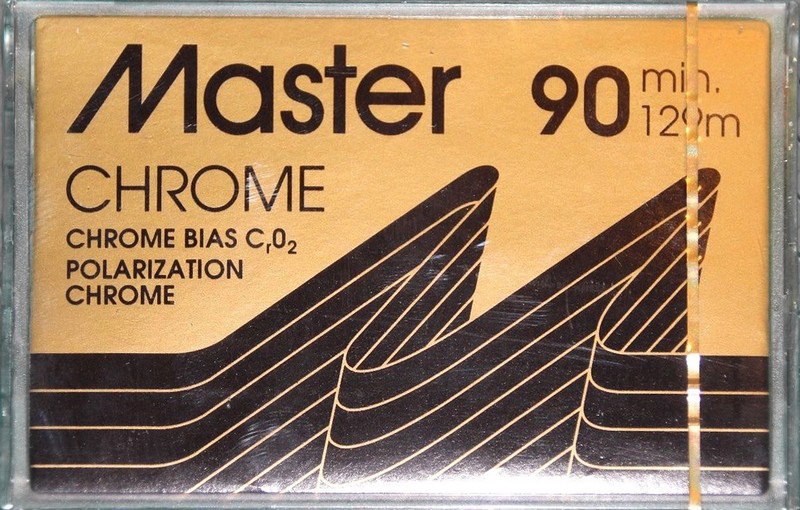 Master 90 min.
129m
CHROME
CHROME BIAS CrO2
POLARIZATION
CHROME